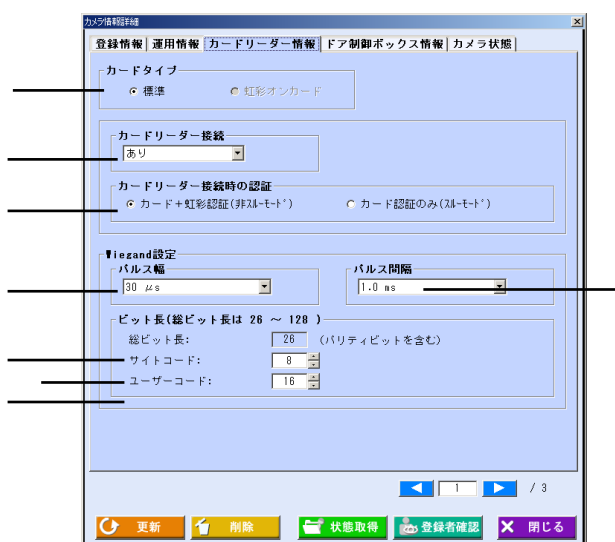 カメラ情報詳細
登録情報 運用情報 カードリーダー情報 ドア制御ボックス情報 カメラ状態
カードタイプ
標準 虹彩オンカード
カードリーダー接続
あり
カードリーダー接続時の認証
カード+虹彩認証(非スルーモード) カード認証のみ(スルーモード)
Wiegand設定
パルス幅 パルス間隔
30 μs 1.0 ms
ビット長(総ビット長は 26 ~ 128 )
総ビット長: 26 (パリティビットを含む)
サイトコード: 8
ユーザーコード: 16
1 / 3
更新 削除 状態取得 登録者確認 閉じる